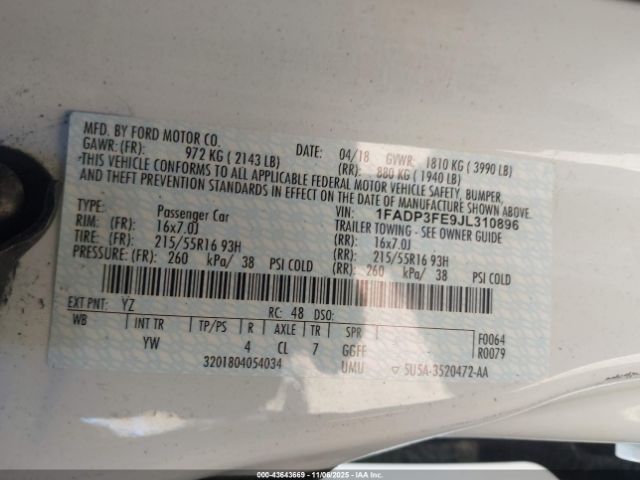 MFD. BY FORD MOTOR CO.
DATE: 04/18 GVWR: 1810 KG ( 3990 LB)
GAWR: (FR): 972 KG ( 2143 LB) (RR): 880 KG ( 1940 LB)
THIS VEHICLE CONFORMS TO ALL APPLICABLE FEDERAL MOTOR VEHICLE SAFETY, BUMPER,
AND THEFT PREVENTION STANDARDS IN EFFECT ON THE DATE OF MANUFACTURE SHOWN ABOVE.
VIN: 1FADP3FE9JL310896
TYPE: Passenger Car TRAILER TOWING - SEE OWNER GUIDE
RIM: (FR): 16x7.0J (RR): 16x7.0J
TIRE: (FR): 215/55R16 93H (RR): 215/55R16 93H
PRESSURE: (FR): 260 kPa/ 38 PSI COLD (RR): 260 kPa/ 38 PSI COLD
EXT PNT: YZ RC: 48 DSO:
WB INT TR TP/PS R AXLE TR SPR F0064
YW 4 CL 7 GGFF R0079
3201804054034 UMU 5U5A-3520472-AA
000-43643669 - 11/06/2025 - IAAI.COM